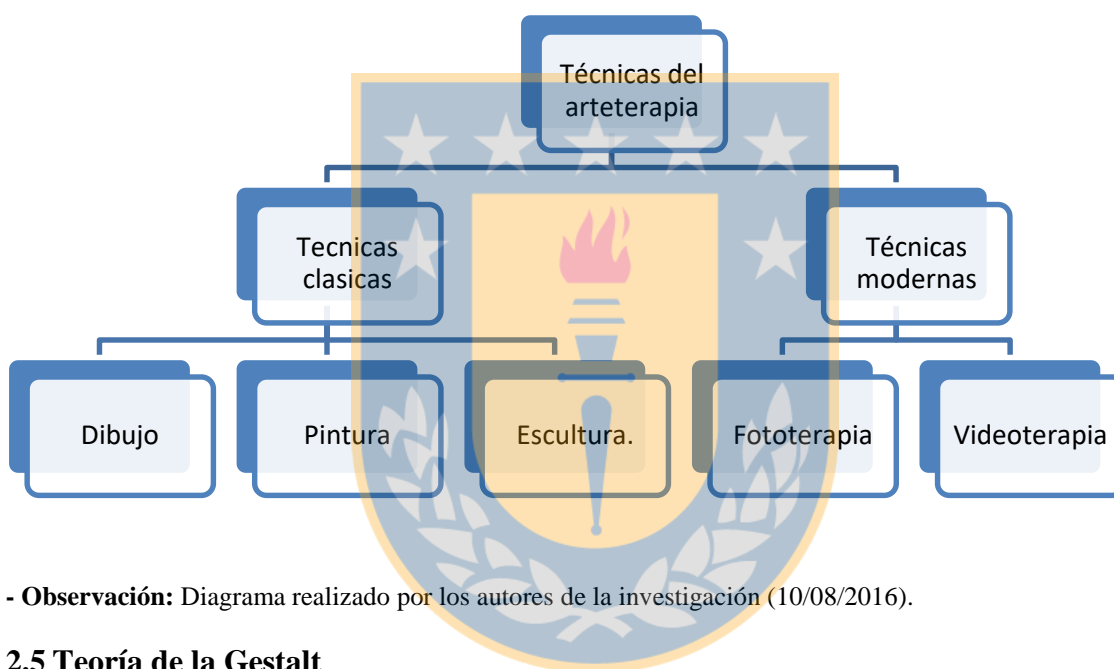 Técnicas del
arteterapia
Tecnicas
clasicas
Técnicas
modernas
Dibujo
Pintura
Escultura.
Fototerapia
Videoterapia
- Observación: Diagrama realizado por los autores de la investigación (10/08/2016).
2.5 Teoría de la Gestalt